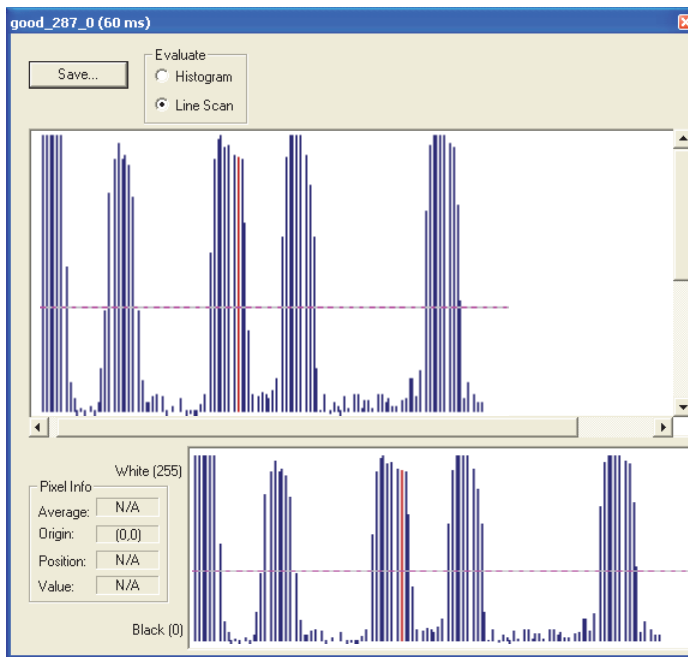 good_287_0 (60 ms)
Save...
Evaluate
Histogram
Line Scan
White (255)
Pixel Info
Average: N/A
Origin: (0,0)
Position: N/A
Value: N/A
Black (0)